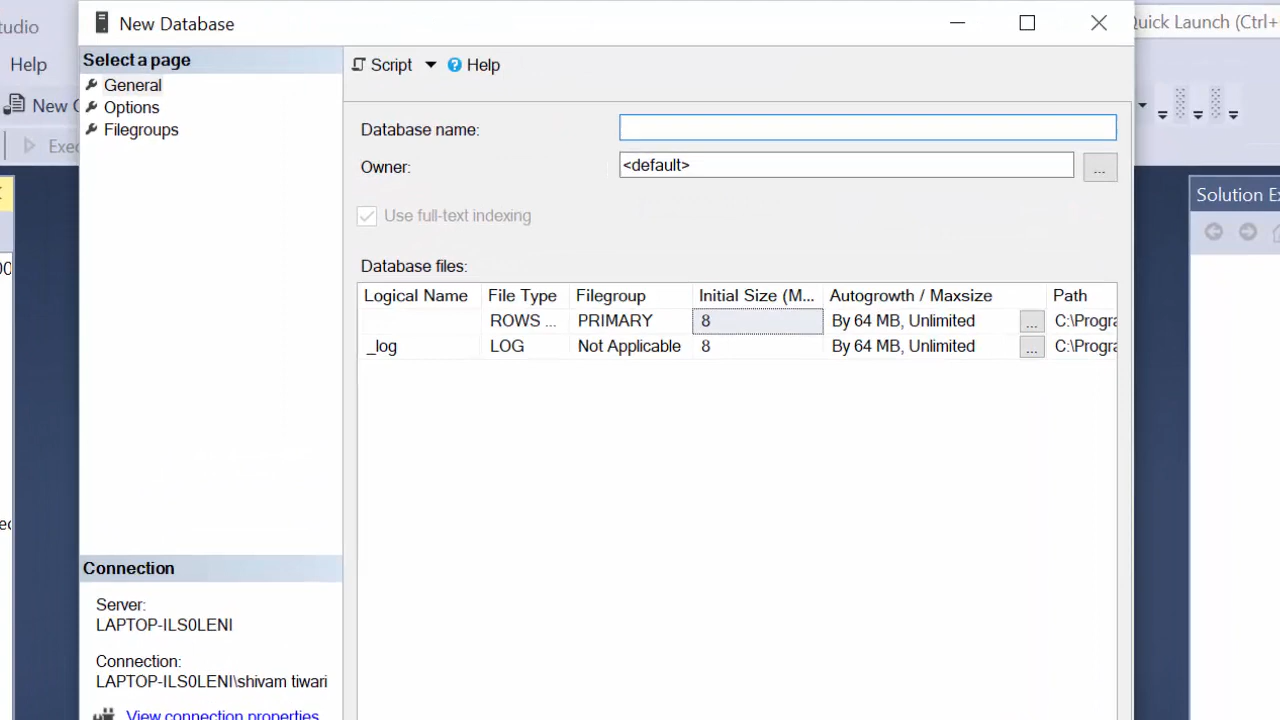 tudio
New Database
Quick Launch (Ctrl+
Help
Select a page
General
Options
Filegroups
Script
Help
New
Database name:
Owner:
<default>
...
Use full-text indexing
Solution Ex
Database files:
Logical Name File Type Filegroup Initial Size (M... Autogrowth / Maxsize Path
ROWS ... PRIMARY 8 By 64 MB, Unlimited ... C:\Progra
_log LOG Not Applicable 8 By 64 MB, Unlimited ... C:\Progra
Connection
Server:
LAPTOP-ILS0LENI
Connection:
LAPTOP-ILS0LENI\shivam tiwari
View connection properties